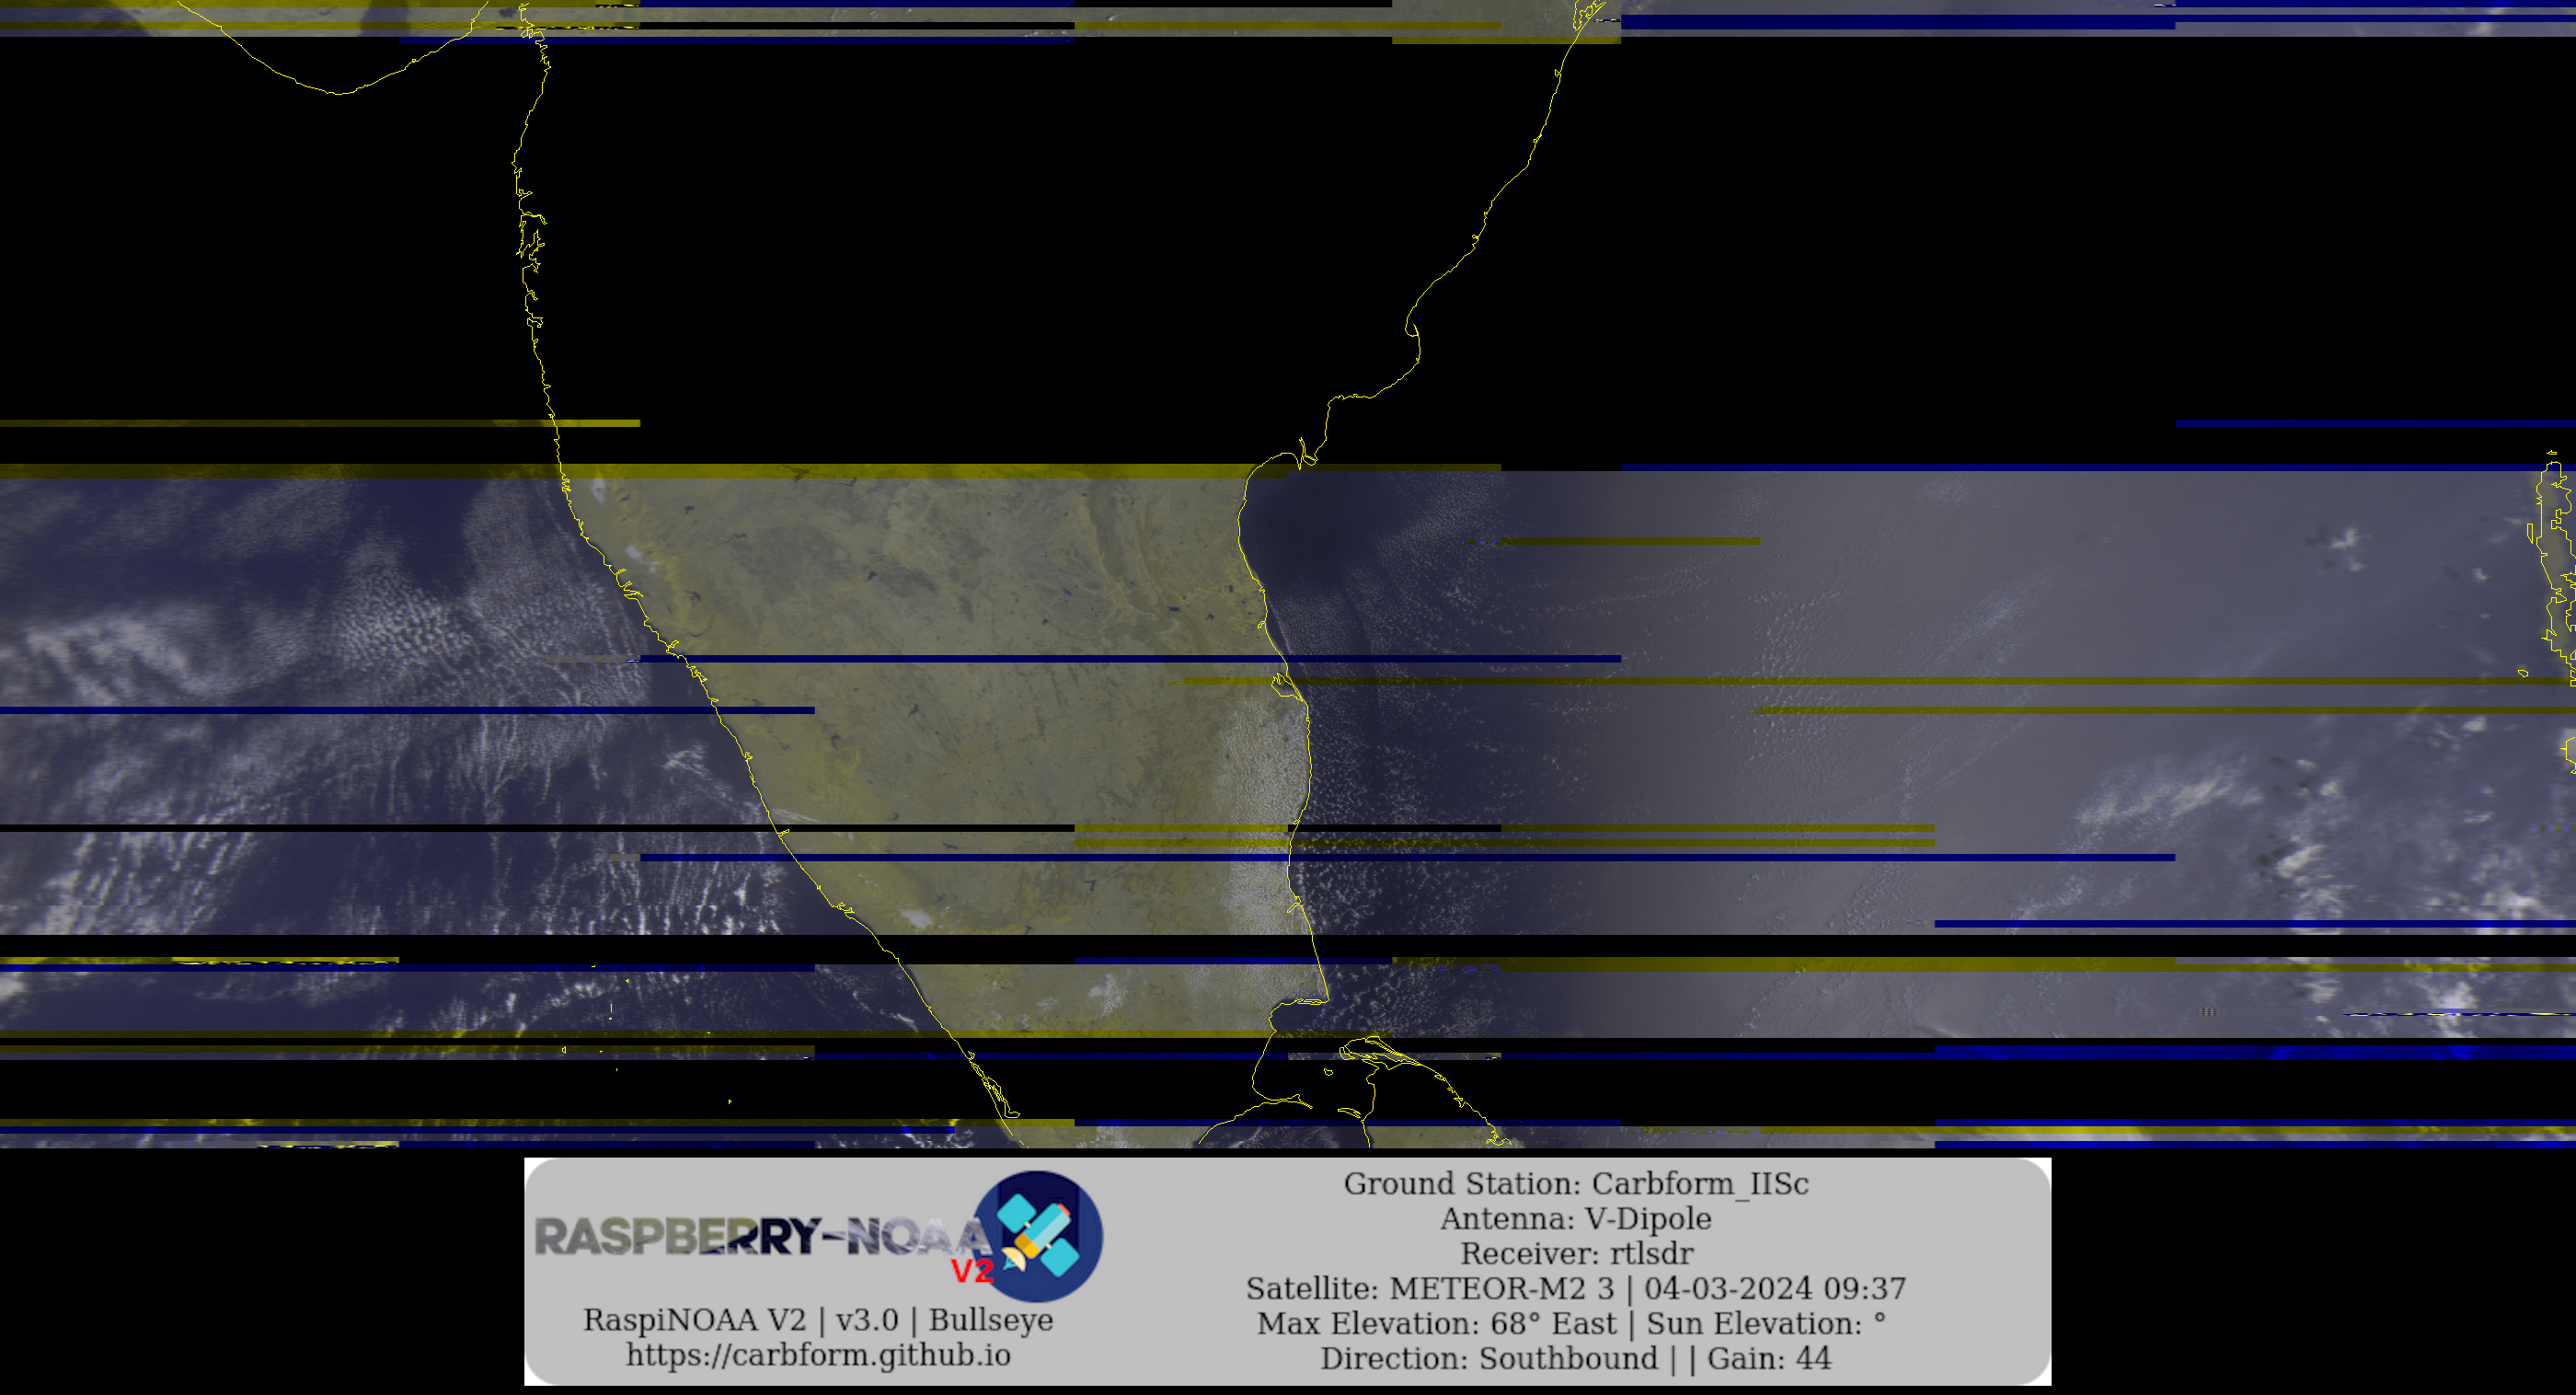 RASPBERRY-NOAA
V2
RaspiNOAA V2 | v3.0 | Bullseye
https://carbform.github.io
Ground Station: Carbform_IISc
Antenna: V-Dipole
Receiver: rtlsdr
Satellite: METEOR-M2 3 | 04-03-2024 09:37
Max Elevation: 68° East | Sun Elevation: °
Direction: Southbound | | Gain: 44